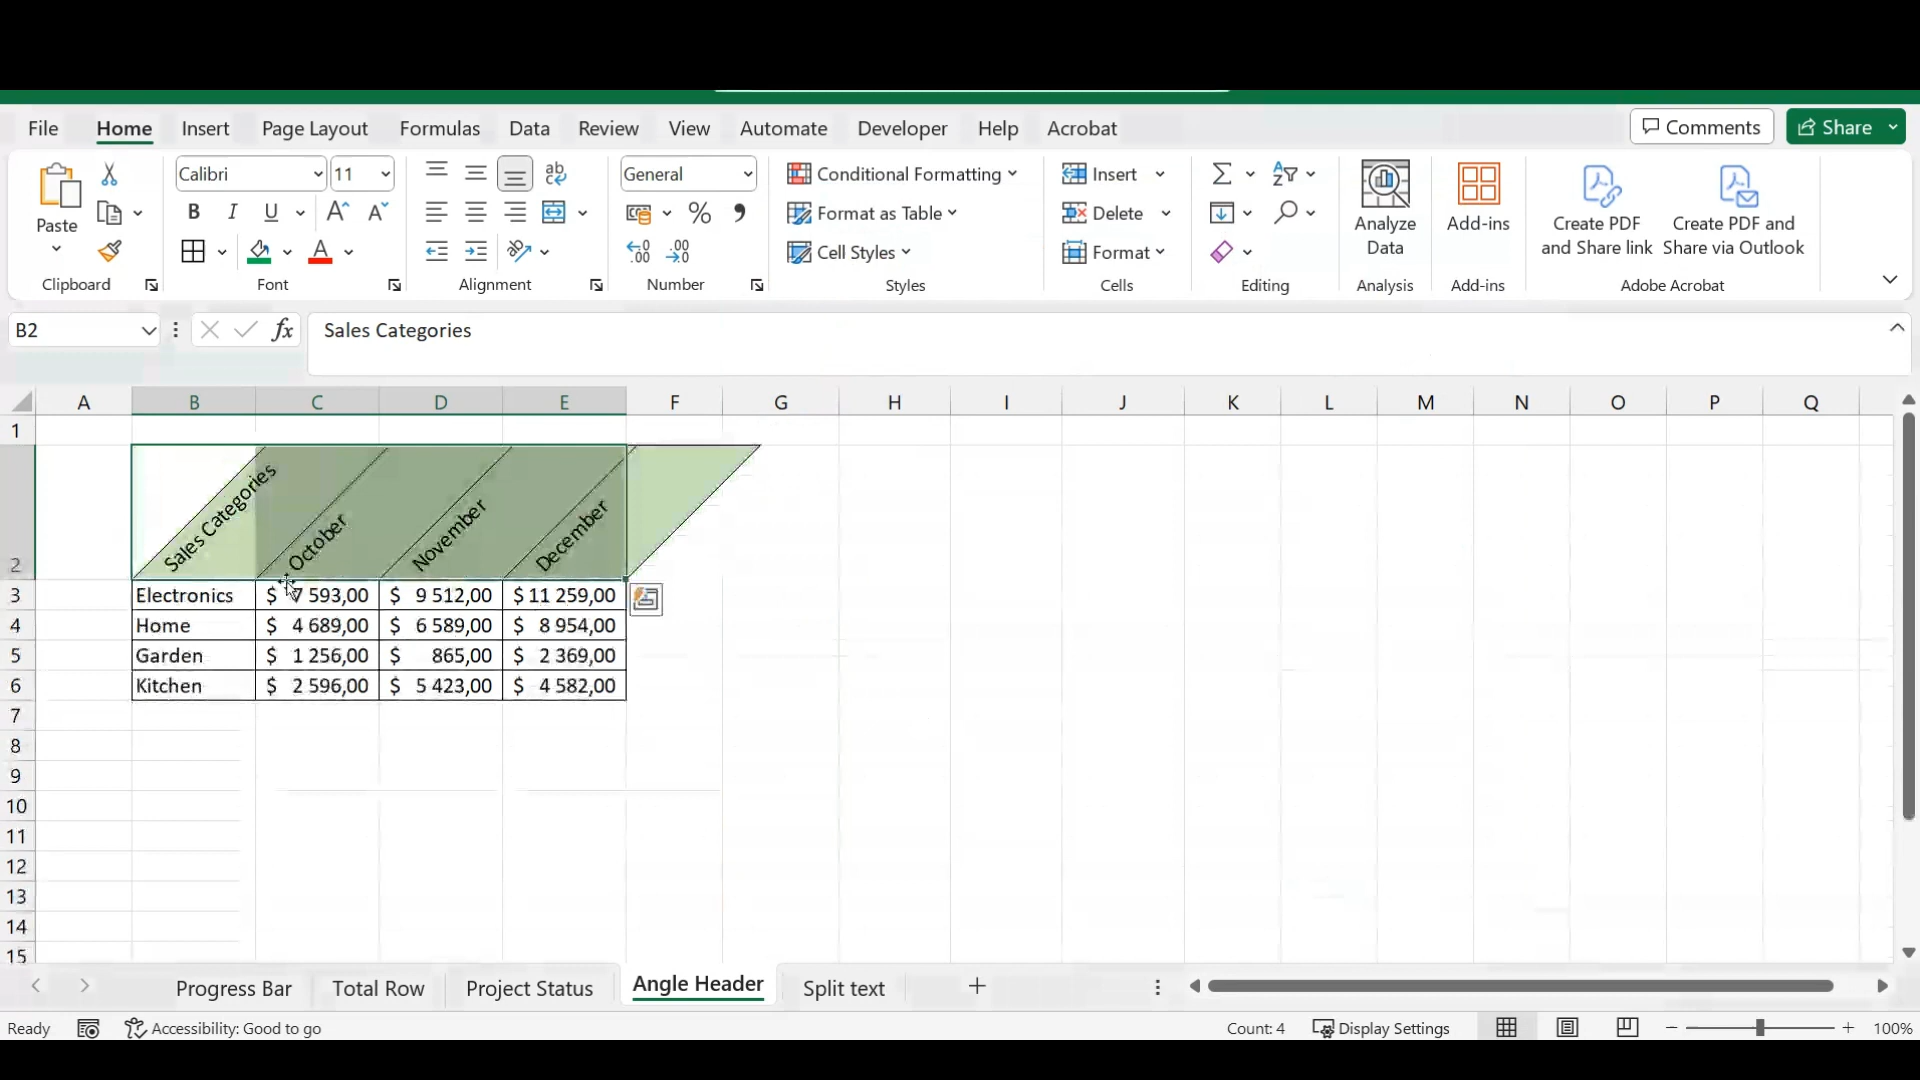 File Home Insert Page Layout Formulas Data Review View Automate Developer Help Acrobat Comments Share
Calibri 11 General Conditional Formatting Insert
Paste B I U A A ab c % 9 Format as Table Delete Analyze Data Add-ins Create PDF and Share link Create PDF and Share via Outlook
A Cell Styles Format
Clipboard Font Alignment Number Styles Cells Editing Analysis Add-ins Adobe Acrobat
B2 fx Sales Categories
A B C D E F G H I J K L M N O P Q
1
2 Sales Categories October November December
3 Electronics $ 7 593,00 $ 9 512,00 $ 11 259,00
4 Home $ 4 689,00 $ 6 589,00 $ 8 954,00
5 Garden $ 1 256,00 $ 865,00 $ 2 369,00
6 Kitchen $ 2 596,00 $ 5 423,00 $ 4 582,00
7
8
9
10
11
12
13
14
15
Progress Bar Total Row Project Status Angle Header Split text
Ready Accessibility: Good to go Count: 4 Display Settings 100%